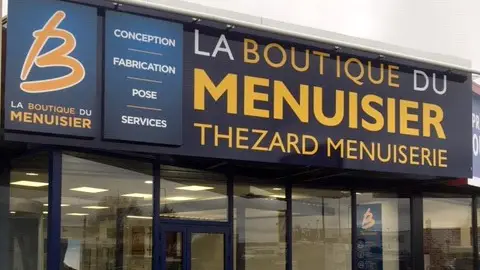 B
LA BOUTIQUE DU
MENUISIER
CONCEPTION
FABRICATION
POSE
SERVICES
LA BOUTIQUE DU
MENUISIER
THEZARD MENUISERIE
B